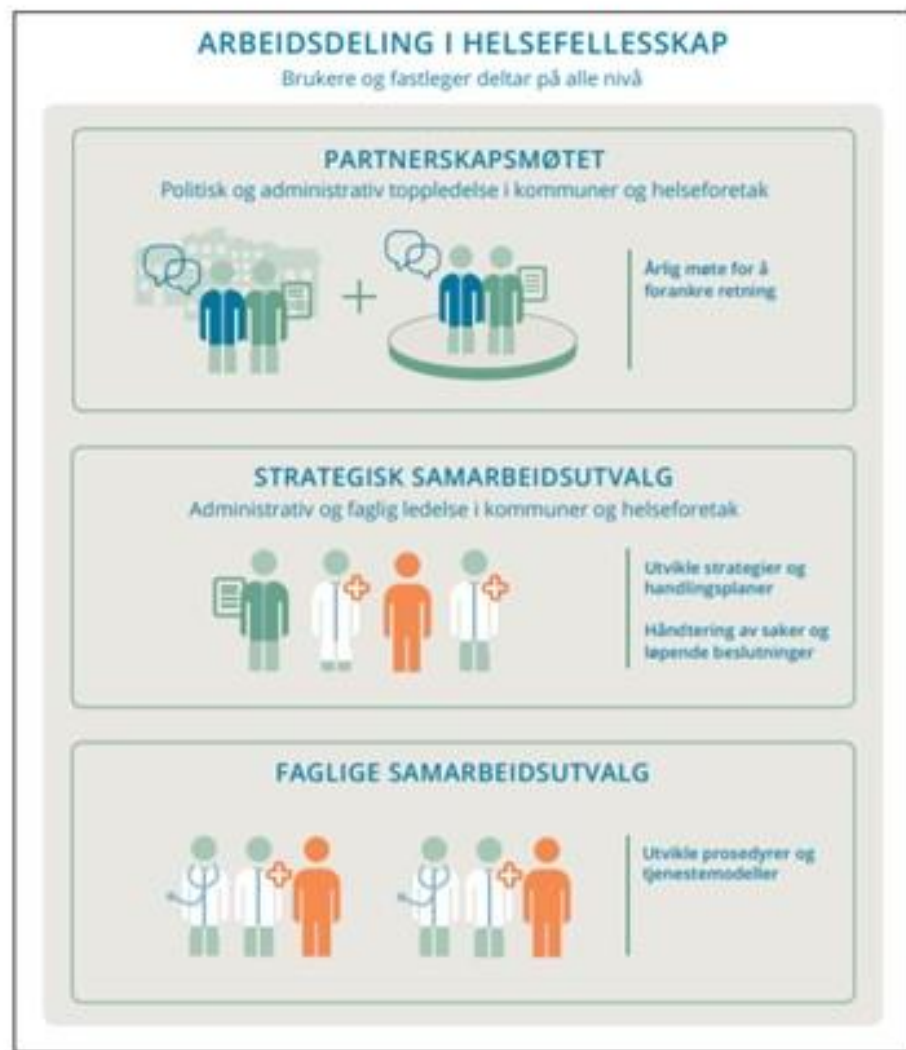 ARBEIDSDELING I HELSEFELLESSKAP
Brukere og fastleger deltar på alle nivå
PARTNERSKAPSMØTET
Politisk og administrativ toppledelse i kommuner og helseforetak
Årlig møte for å
forankre retning
STRATEGISK SAMARBEIDSUTVALG
Administrativ og faglig ledelse i kommuner og helseforetak
Utvikle strategier og
handlingsplaner
Håndtering av saker og
løpende beslutninger
FAGLIGE SAMARBEIDSUTVALG
Utvikle prosedyrer og
tjenestemodeller